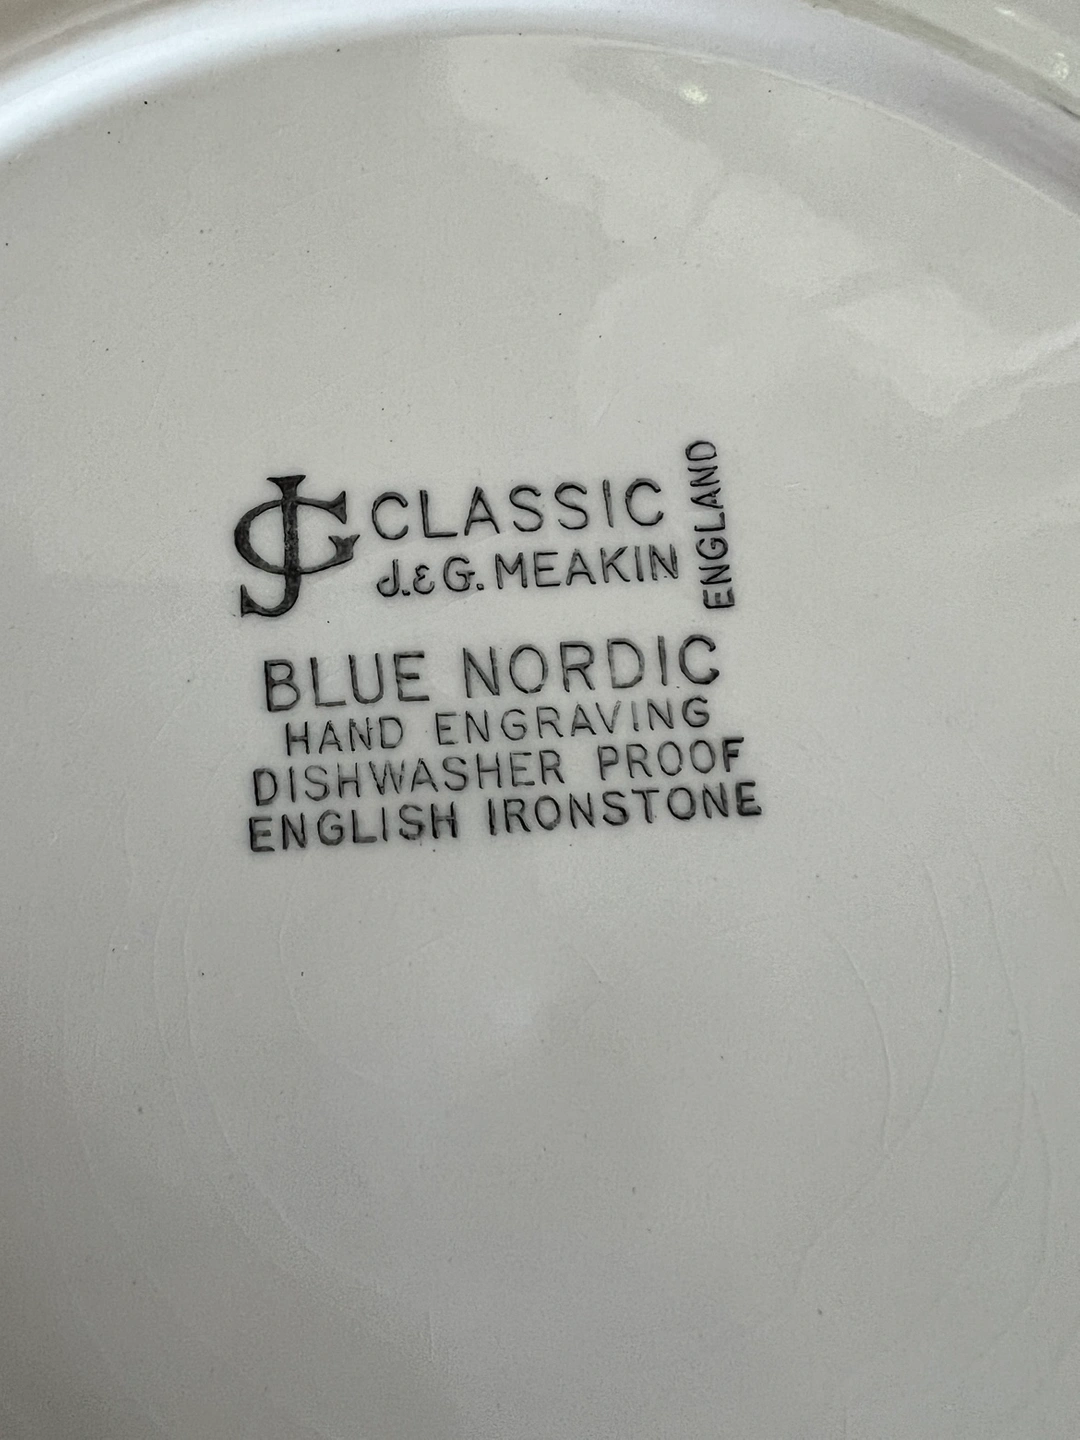 JG CLASSIC
J.&G. MEAKIN
ENGLAND
BLUE NORDIC
HAND ENGRAVING
DISHWASHER PROOF
ENGLISH IRONSTONE